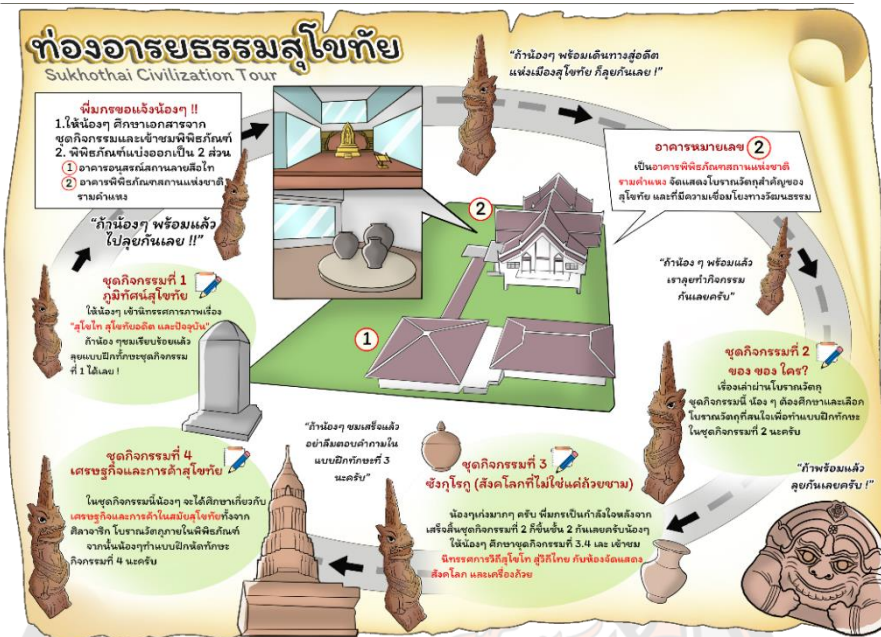 ท่องอารยธรรมสุโขทัย
Sukhothai Civilization Tour
พี่มกรขอแจ้งน้องๆ !!
1.ให้น้องๆ ศึกษาเอกสารจาก
ชุดกิจกรรมและเข้าชมพิพิธภัณฑ์
2. พิพิธภัณฑ์แบ่งออกเป็น 2 ส่วน
1 อาคารอนุสรณ์สถานลายสือไท
2 อาคารพิพิธภัณฑสถานแห่งชาติ
รามคำแหง
"ถ้าน้องๆ พร้อมแล้ว
ไปลุยกันเลย !!"
"ถ้าน้องๆ พร้อมเดินทางสู่อดีต
แห่งเมืองสุโขทัย ก็ลุยกันเลย !"
อาคารหมายเลข 2
เป็นอาคารพิพิธภัณฑสถานแห่งชาติ
รามคำแหง จัดแสดงโบราณวัตถุสำคัญของ
สุโขทัย และที่มีความเชื่อมโยงทางวัฒนธรรม
2
1
"ถ้าน้อง ๆ พร้อมแล้ว
เราลุยทำกิจกรรม
กันเลยครับ"
ชุดกิจกรรมที่ 1
ภูมิทัศน์สุโขทัย
ให้น้องๆ เข้านิทรรศการภาพเรื่อง
"สุโขไท สุโขทัยอดีต และปัจจุบัน"
ถ้าน้อง ๆชมเรียบร้อยแล้ว
ลุยแบบฝึกทักษะชุดกิจกรรม
ที่ 1 ได้เลย !
ชุดกิจกรรมที่ 2
ของ ของ ใคร?
เรื่องเล่าผ่านโบราณวัตถุ
ชุดกิจกรรมนี้ น้อง ๆ ต้องศึกษาและเลือก
โบราณวัตถุที่สนใจเพื่อทำแบบฝึกทักษะ
ในชุดกิจกรรมที่ 2 นะครับ
"ถ้าพร้อมแล้ว
ลุยกันเลยครับ !"
ชุดกิจกรรมที่ 3
ซังกุโรกุ (สังคโลกที่ไม่ใช่แค่ถ้วยชาม)
น้องๆเก่งมากๆ ครับ พี่มกรเป็นกำลังใจหลังจาก
เสร็จสิ้นชุดกิจกรรมที่ 2 ก็ขึ้นชั้น 2 กันเลยครับน้องๆ
ให้น้องๆ ศึกษาชุดกิจกรรมที่ 3.4 และ เข้าชม
นิทรรศการวิถีสุโขไท สู่วิถีไทย กับห้องจัดแสดง
สังคโลก และเครื่องถ้วย
"ถ้าน้องๆ ชมเสร็จแล้ว
อย่าลืมตอบคำถามใน
แบบฝึกทักษะที่ 3
นะครับ"
ชุดกิจกรรมที่ 4
เศรษฐกิจและการค้าสุโขทัย
ในชุดกิจกรรมนี้น้องๆ จะได้ศึกษาเกี่ยวกับ
เศรษฐกิจและการค้าในสมัยสุโขทัยทั้งจาก
ศิลาจารึก โบราณวัตถุภายในพิพิธภัณฑ์
จากนั้นน้องๆทำแบบฝึกหัดทักษะ
กิจกรรมที่ 4 นะครับ